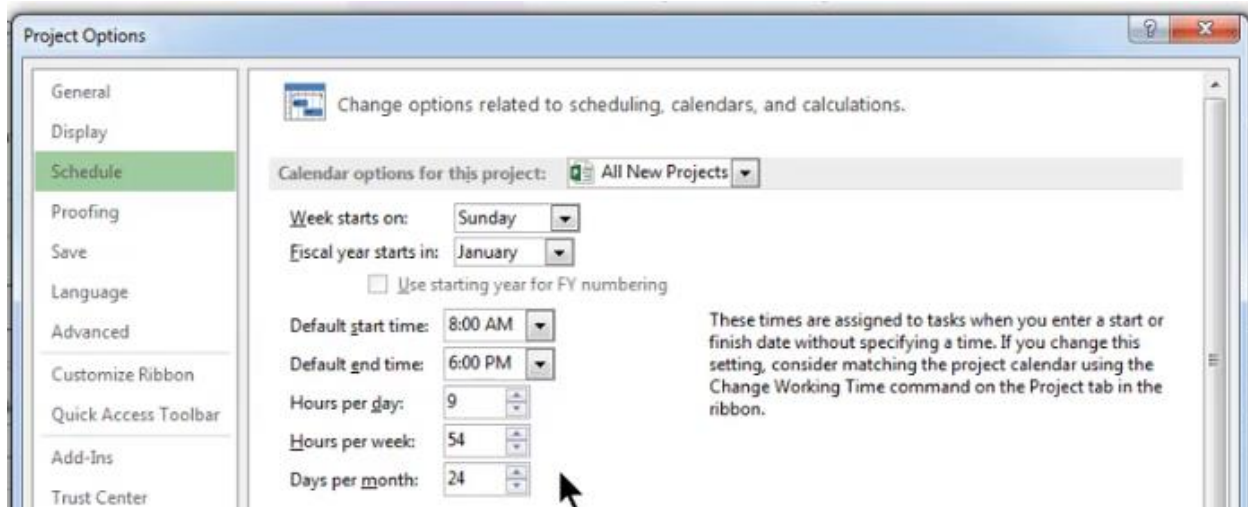 Project Options
General
Display
Schedule
Proofing
Save
Language
Advanced
Customize Ribbon
Quick Access Toolbar
Add-Ins
Trust Center
Change options related to scheduling, calendars, and calculations.
Calendar options for this project: All New Projects
Week starts on: Sunday
Fiscal year starts in: January
Use starting year for FY numbering
Default start time: 8:00 AM
Default end time: 6:00 PM
Hours per day: 9
Hours per week: 54
Days per month: 24
These times are assigned to tasks when you enter a start or
finish date without specifying a time. If you change this
setting, consider matching the project calendar using the
Change Working Time command on the Project tab in the
ribbon.